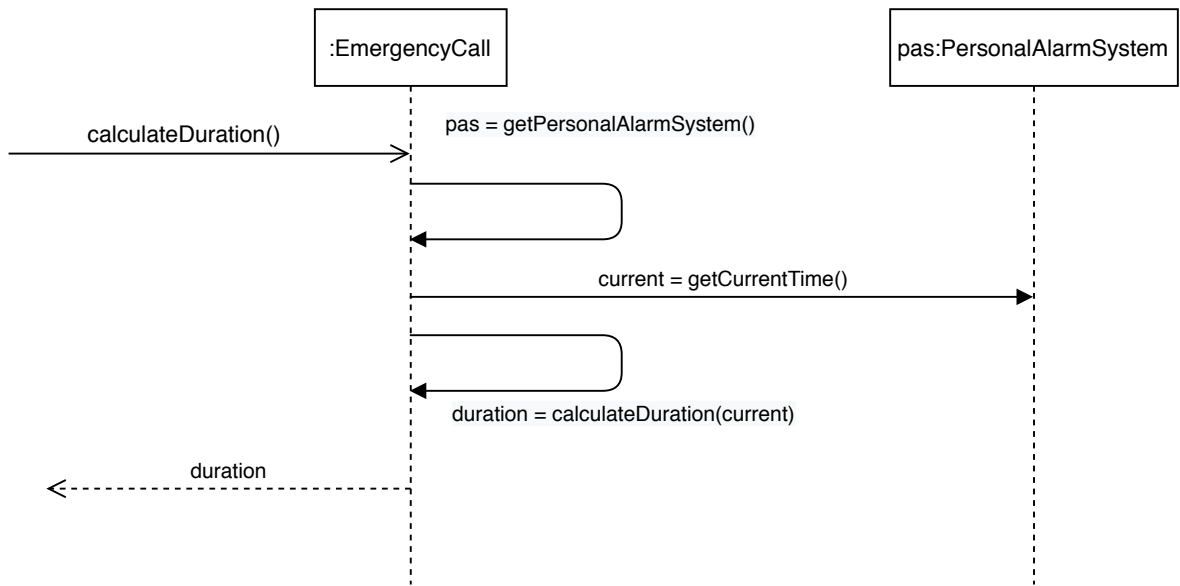 :EmergencyCall
pas:PersonalAlarmSystem
calculateDuration()
pas = getPersonalAlarmSystem()
current = getCurrentTime()
duration = calculateDuration(current)
duration